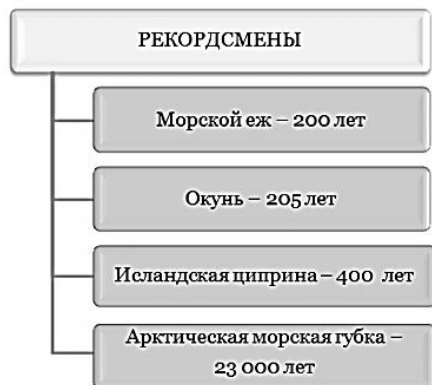 РЕКОРДСМЕНЫ
Морской еж – 200 лет
Окунь – 205 лет
Исландская циприна – 400 лет
Арктическая морская губка –
23 000 лет